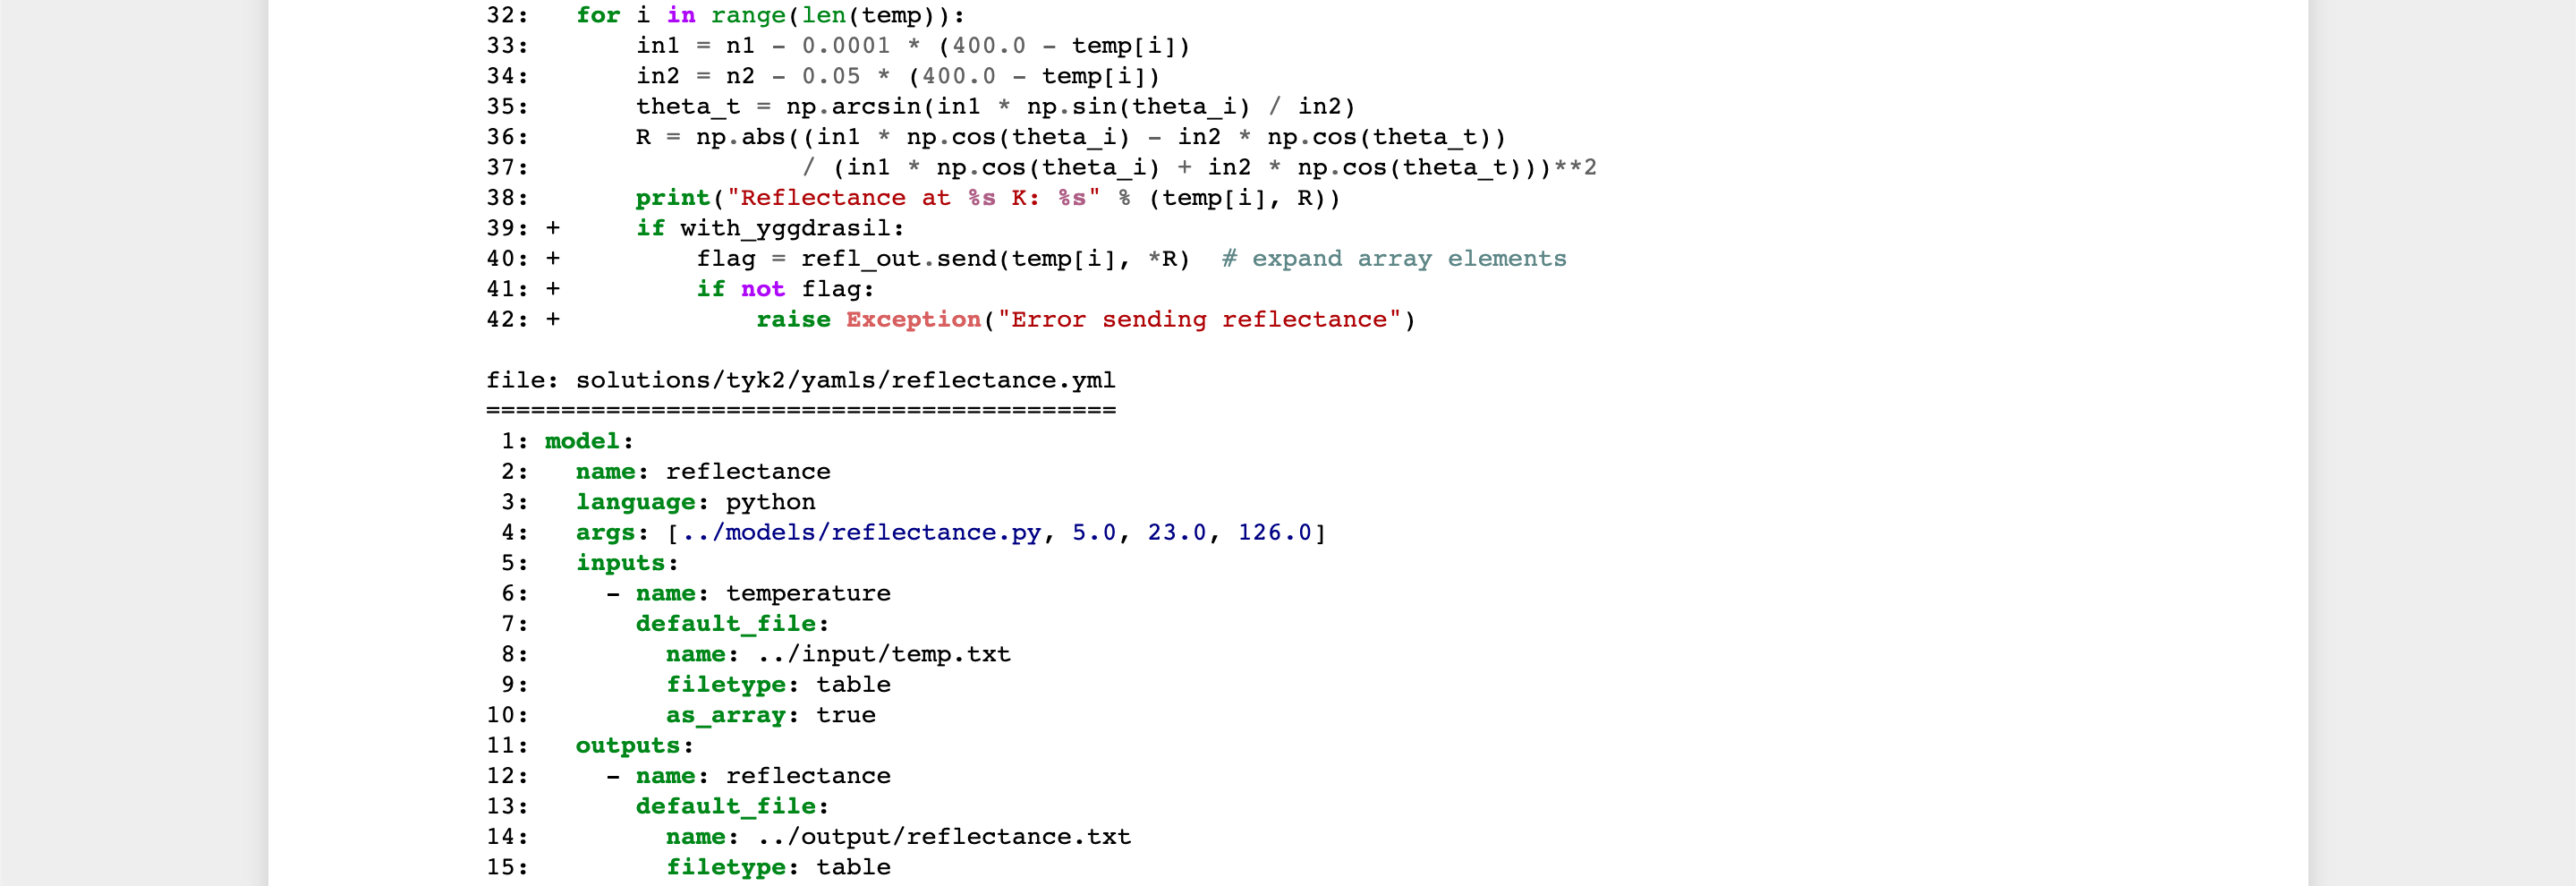 32:   for i in range(len(temp)):
33:       in1 = n1 - 0.0001 * (400.0 - temp[i])
34:       in2 = n2 - 0.05 * (400.0 - temp[i])
35:       theta_t = np.arcsin(in1 * np.sin(theta_i) / in2)
36:       R = np.abs((in1 * np.cos(theta_i) - in2 * np.cos(theta_t))
37:                  / (in1 * np.cos(theta_i) + in2 * np.cos(theta_t)))**2
38:       print("Reflectance at %s K: %s" % (temp[i], R))
39: +     if with_yggdrasil:
40: +         flag = refl_out.send(temp[i], *R)  # expand array elements
41: +         if not flag:
42: +             raise Exception("Error sending reflectance")
file: solutions/tyk2/yamls/reflectance.yml
==========================================
1: model:
2:   name: reflectance
3:   language: python
4:   args: [../models/reflectance.py, 5.0, 23.0, 126.0]
5:   inputs:
6:     - name: temperature
7:       default_file:
8:         name: ../input/temp.txt
9:         filetype: table
10:         as_array: true
11:   outputs:
12:     - name: reflectance
13:       default_file:
14:         name: ../output/reflectance.txt
15:         filetype: table